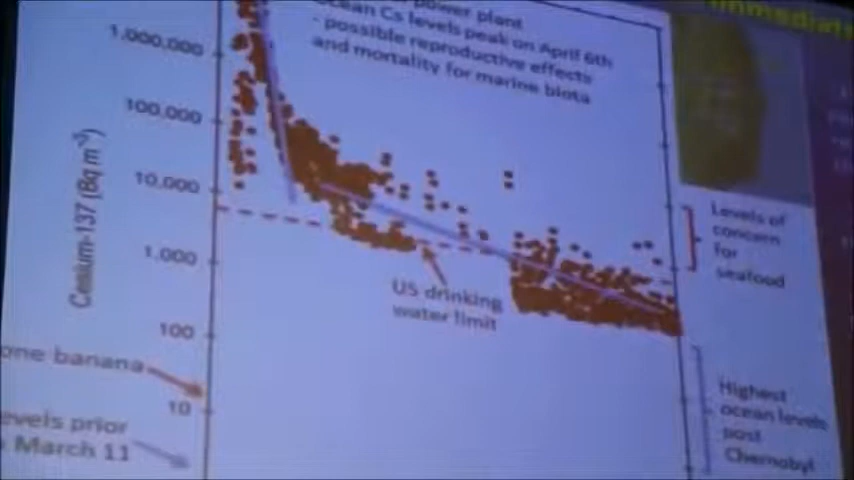 power plant
ocean Cs levels peak on April 6th
- possible reproductive effects
and mortality for marine biota
immediate
1,000,000
100,000
10,000
1,000
100
10
Cesium-137 (Bq m⁻³)
US drinking
water limit
Levels of
concern
for
seafood
one banana
levels prior
March 11
Highest
ocean levels
post
Chernobyl